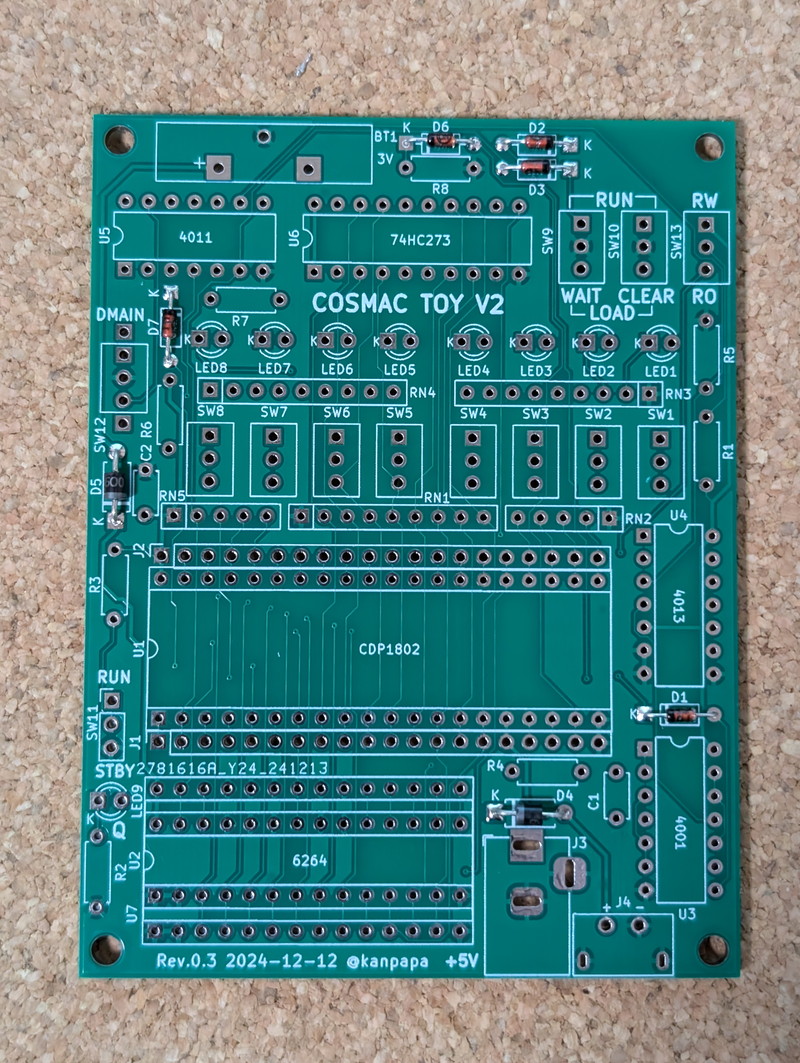 BT1 K D6 D2 K
3V R8 D3 K
+
RUN RW
U5 4011 U6 74HC273 SW9 SW10 SW13
WAIT CLEAR RO
LOAD
K D7 R7 COSMAC TOY V2
DMAIN
LED8 LED7 LED6 LED5 LED4 LED3 LED2 LED1 R5
RN4 RN3
SW12 R6 SW8 SW7 SW6 SW5 SW4 SW3 SW2 SW1 R1
D5 C2
K RN5 RN1 RN2 U4
J2
R3 4013
U1 CDP1802
RUN
SW11 D1
J1 K
STBY 2781616A_Y24_241213 R4
K LED9 K D4 C1
Q
R2 U2 6264 J3 4001
U7 + J4 - U3
Rev.0.3 2024-12-12 @kanpapa +5V